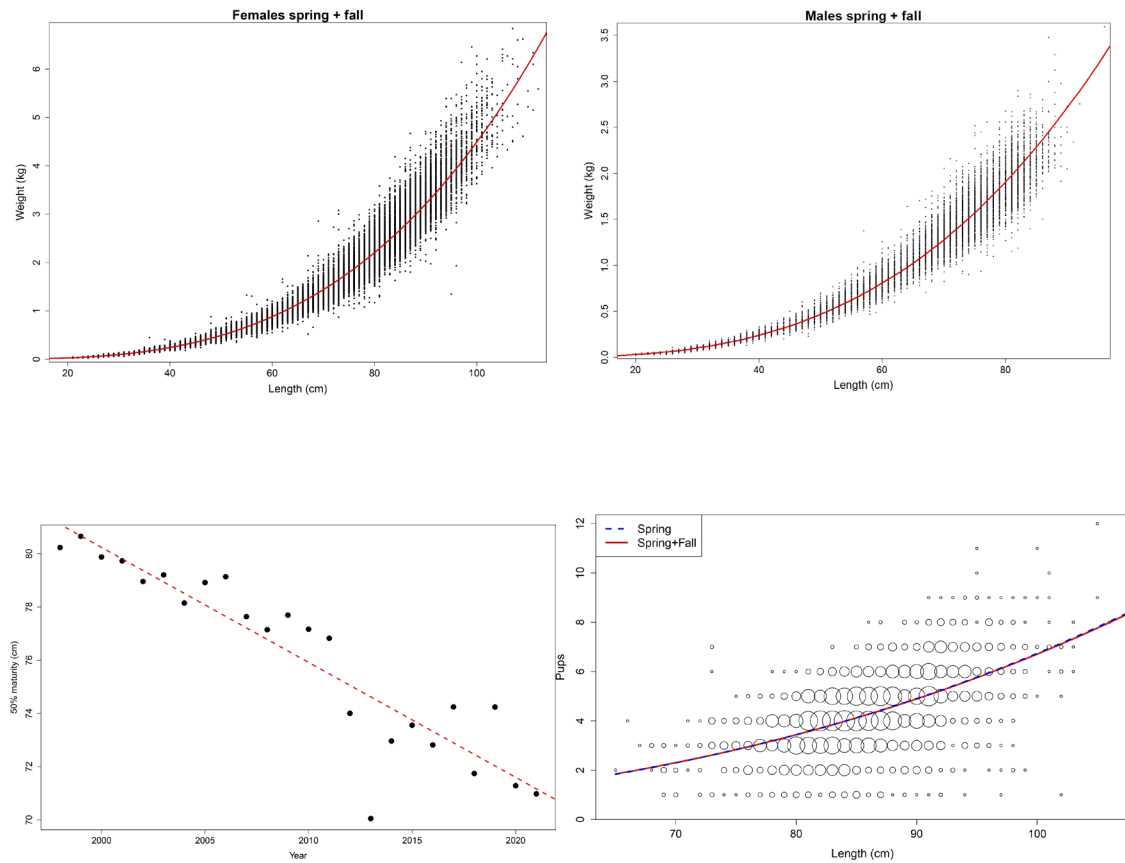 Females spring + fall
Weight (kg)
6
5
4
3
2
1
0
20 40 60 80 100
Length (cm)
Males spring + fall
Weight (kg)
3.5
3.0
2.5
2.0
1.5
1.0
0.5
0.0
20 40 60 80
Length (cm)
50% maturity (cm)
80
78
76
74
72
70
2000 2005 2010 2015 2020
Year
Spring
Spring+Fall
Pups
12
10
8
6
4
2
0
70 80 90 100
Length (cm)